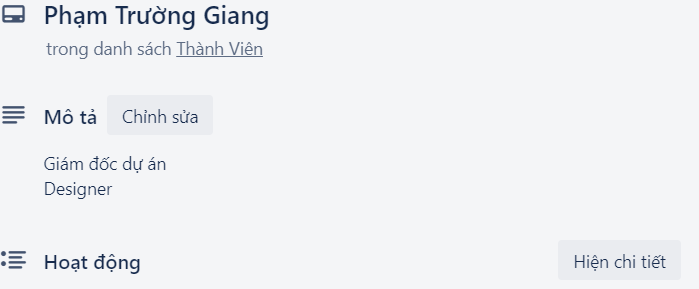 Phạm Trường Giang
trong danh sách Thành Viên
Mô tả Chỉnh sửa
Giám đốc dự án
Designer
Hoạt động Hiện chi tiết